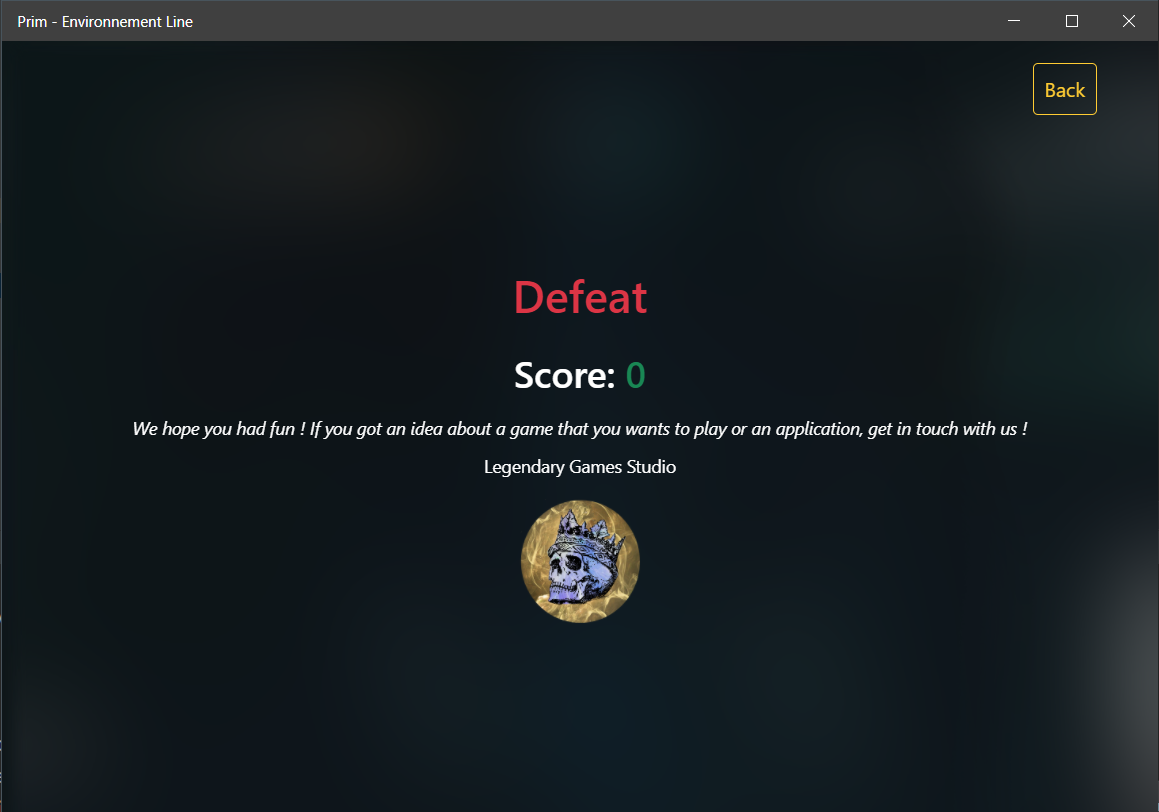 Prim - Environnement Line
Back
Defeat
Score: 0
We hope you had fun ! If you got an idea about a game that you wants to play or an application, get in touch with us !
Legendary Games Studio